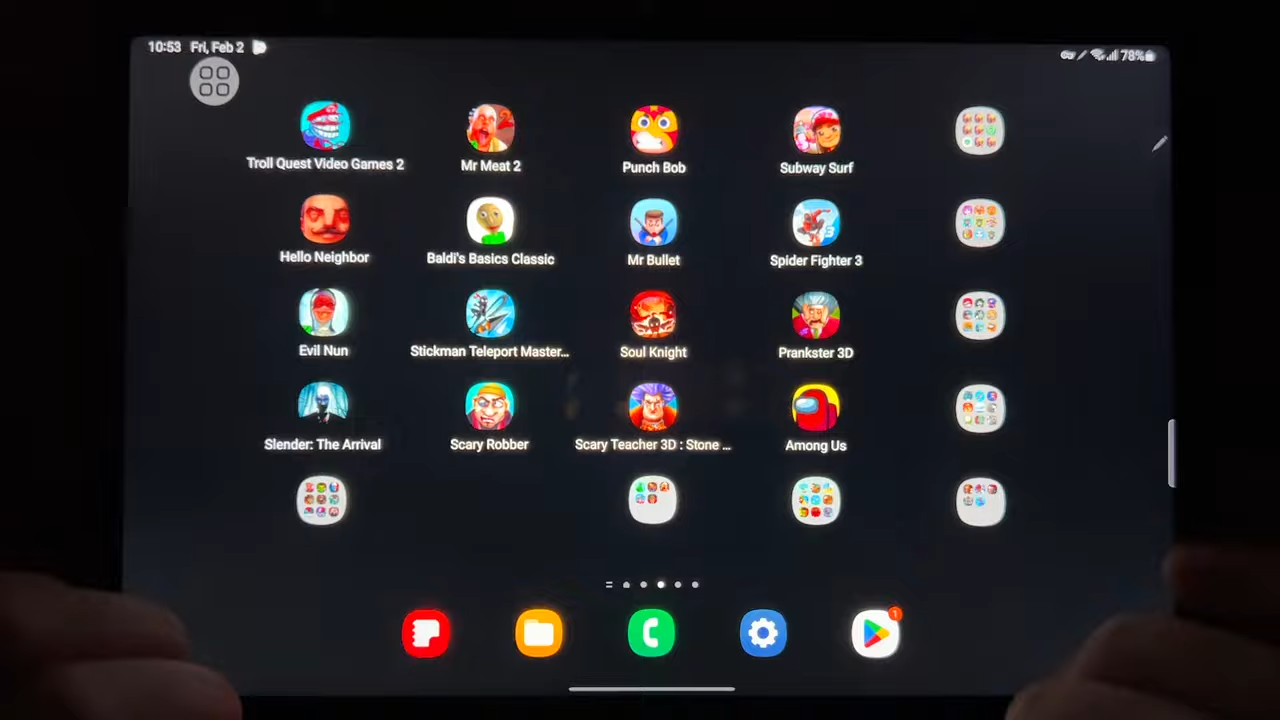 10:53 Fri, Feb 2
78%
Troll Quest Video Games 2
Mr Meat 2
Punch Bob
Subway Surf
Hello Neighbor
Baldi's Basics Classic
Mr Bullet
Spider Fighter 3
Evil Nun
Stickman Teleport Master...
Soul Knight
Prankster 3D
Slender: The Arrival
Scary Robber
Scary Teacher 3D : Stone ...
Among Us
1